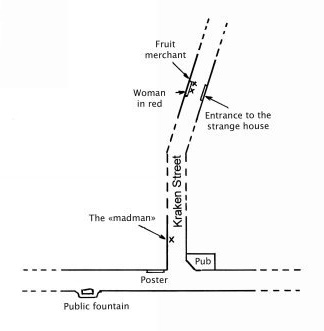 Fruit
merchant
Woman
in red
Entrance to the
strange house
Kraken Street
The «madman»
x
Pub
Poster
Public fountain